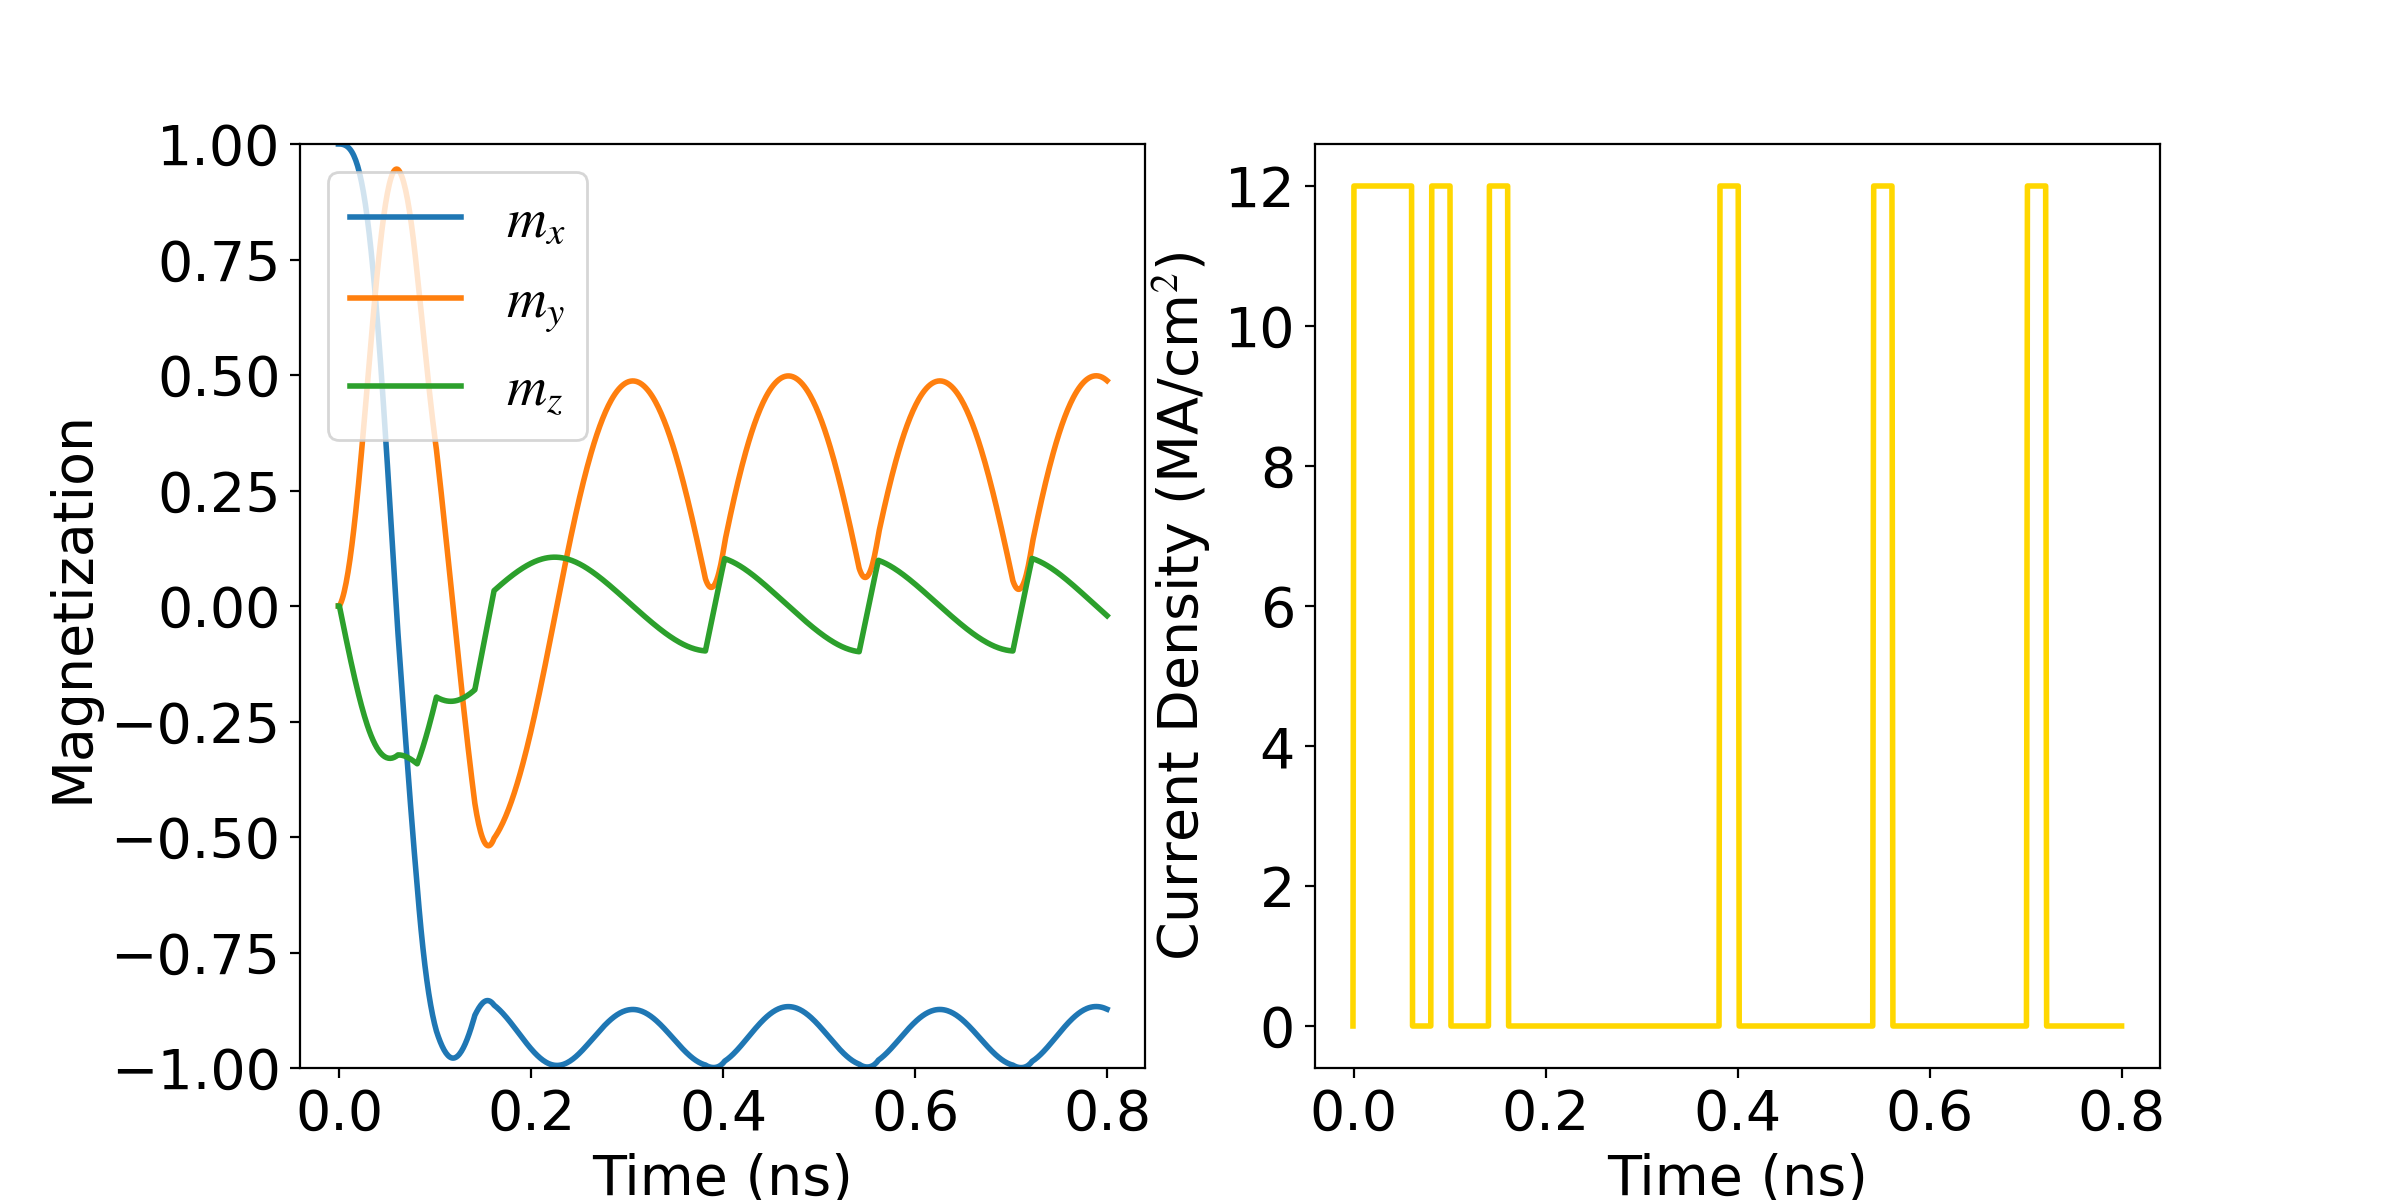 1.00
0.75
0.50
0.25
0.00
−0.25
−0.50
−0.75
−1.00
Magnetization
m_x
m_y
m_z
0.0 0.2 0.4 0.6 0.8
Time (ns)
12
10
8
6
4
2
0
Current Density (MA/cm²)
0.0 0.2 0.4 0.6 0.8
Time (ns)